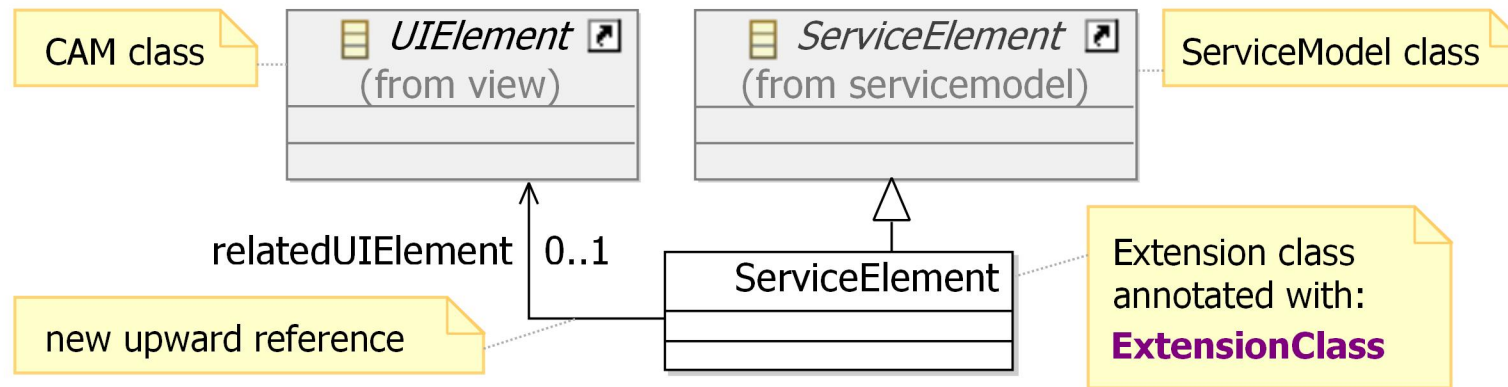 CAM class
UIElement
(from view)
ServiceElement
(from servicemodel)
ServiceModel class
relatedUIElement
0..1
ServiceElement
Extension class
annotated with:
ExtensionClass
new upward reference